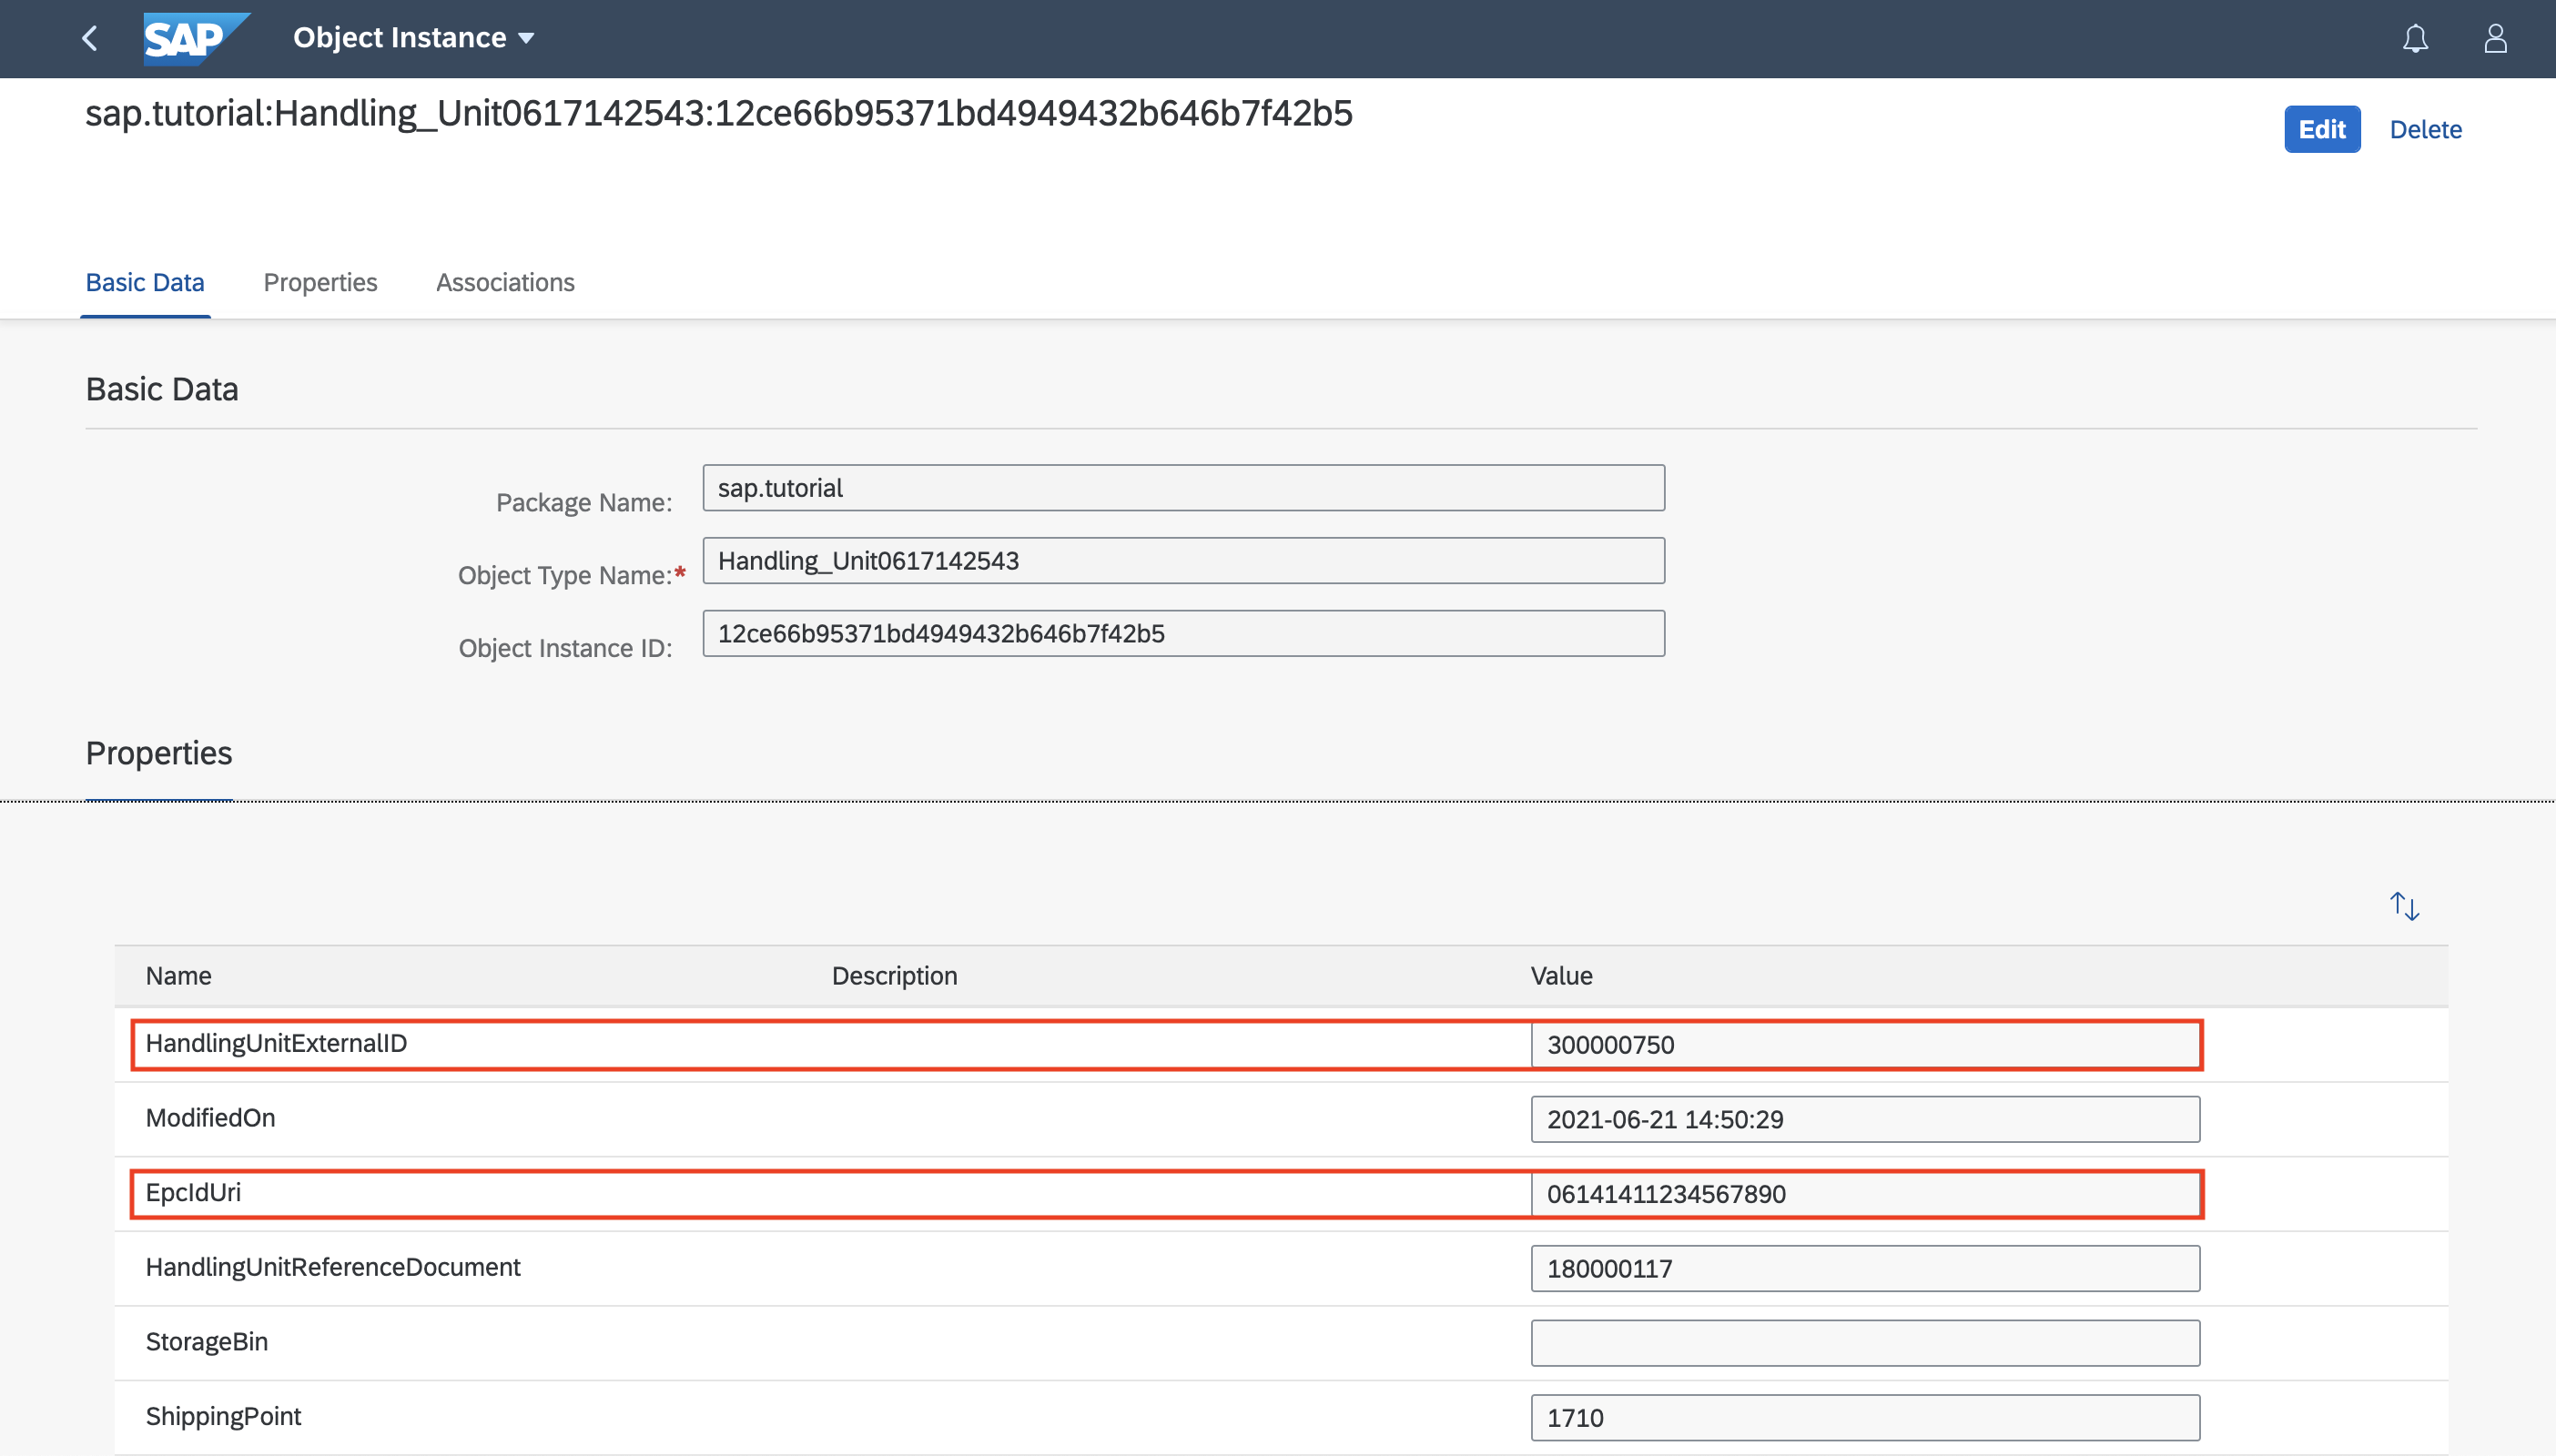 SAP Object Instance
sap.tutorial:Handling_Unit0617142543:12ce66b95371bd4949432b646b7f42b5
Edit Delete
Basic Data Properties Associations
Basic Data
Package Name: sap.tutorial
Object Type Name:* Handling_Unit0617142543
Object Instance ID: 12ce66b95371bd4949432b646b7f42b5
Properties
Name Description Value
HandlingUnitExternalID 300000750
ModifiedOn 2021-06-21 14:50:29
EpcIdUri 06141411234567890
HandlingUnitReferenceDocument 180000117
StorageBin
ShippingPoint 1710